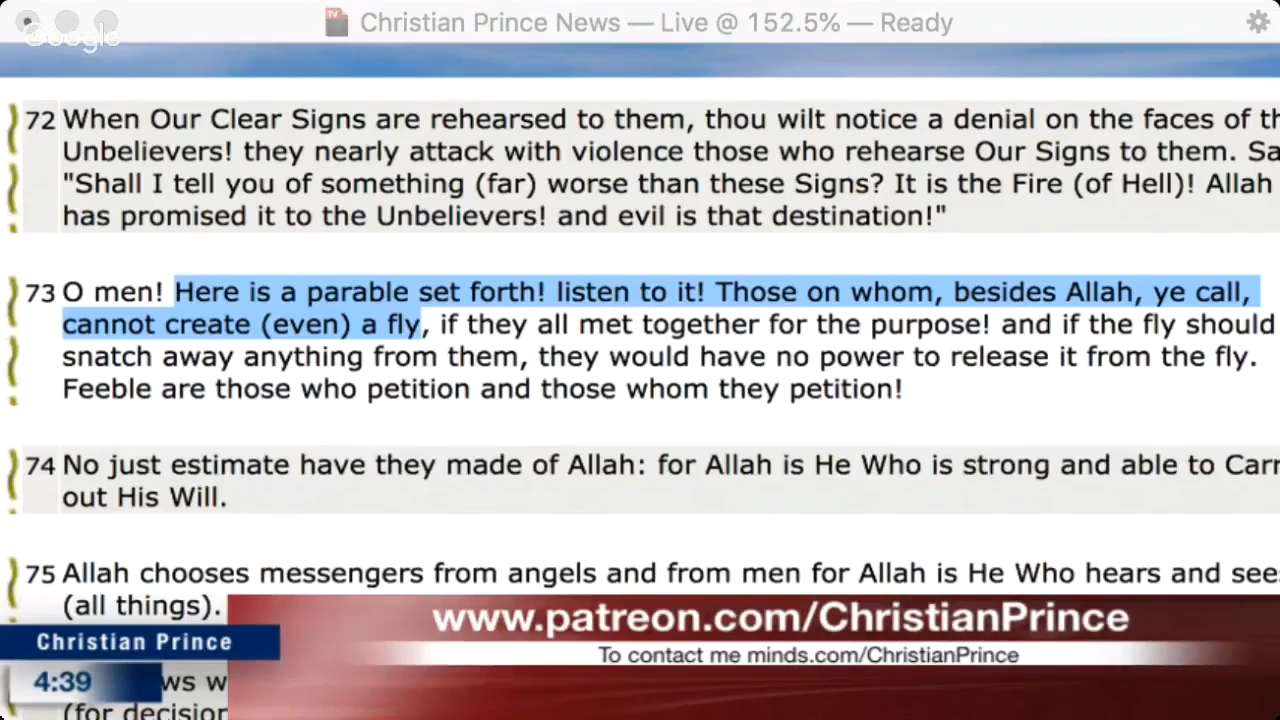 Google
TV
Christian Prince News — Live @ 152.5% — Ready
72 When Our Clear Signs are rehearsed to them, thou wilt notice a denial on the faces of
Unbelievers! they nearly attack with violence those who rehearse Our Signs to them.
"Shall I tell you of something (far) worse than these Signs? It is the Fire (of Hell)! Allah
has promised it to the Unbelievers! and evil is that destination!"
73 O men! Here is a parable set forth! listen to it! Those on whom, besides Allah, ye call,
cannot create (even) a fly, if they all met together for the purpose! and if the fly should
snatch away anything from them, they would have no power to release it from the fly.
Feeble are those who petition and those whom they petition!
74 No just estimate have they made of Allah: for Allah is He Who is strong and able to
out His Will.
75 Allah chooses messengers from angels and from men for Allah is He Who hears and
(all things).
www.patreon.com/ChristianPrince
Christian Prince
To contact me minds.com/ChristianPrince
4:39
(for